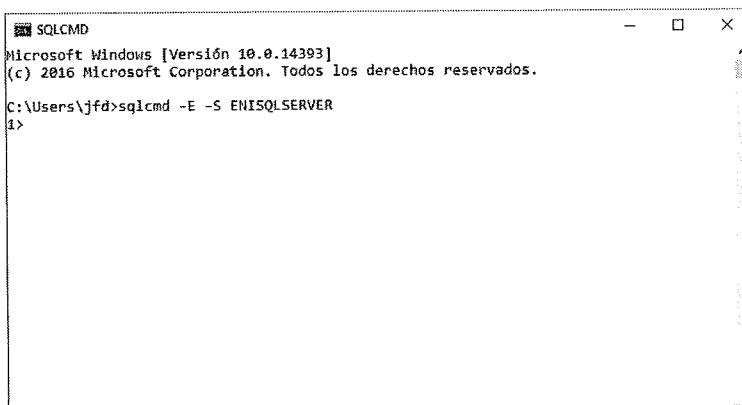 SQLCMD
Microsoft Windows [Versión 10.0.14393]
(c) 2016 Microsoft Corporation. Todos los derechos reservados.
C:\Users\jfd>sqlcmd -E -S ENISQLSERVER
1>